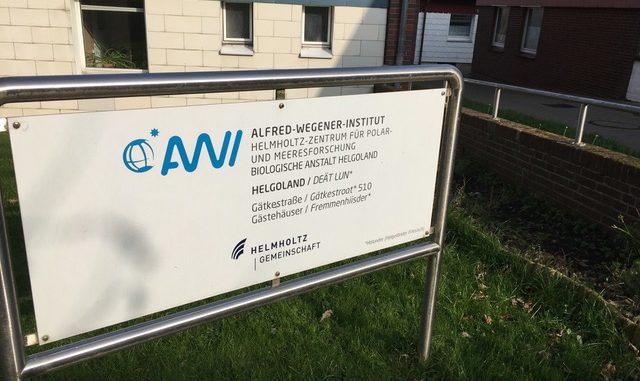 AWI
ALFRED-WEGENER-INSTITUT
HELMHOLTZ-ZENTRUM FÜR POLAR-
UND MEERESFORSCHUNG
BIOLOGISCHE ANSTALT HELGOLAND
HELGOLAND / DEÄT LUN*
Gätkestraße / Gätkestroot* 510
Gästehäuser / Fremmenhiisder*
HELMHOLTZ
GEMEINSCHAFT